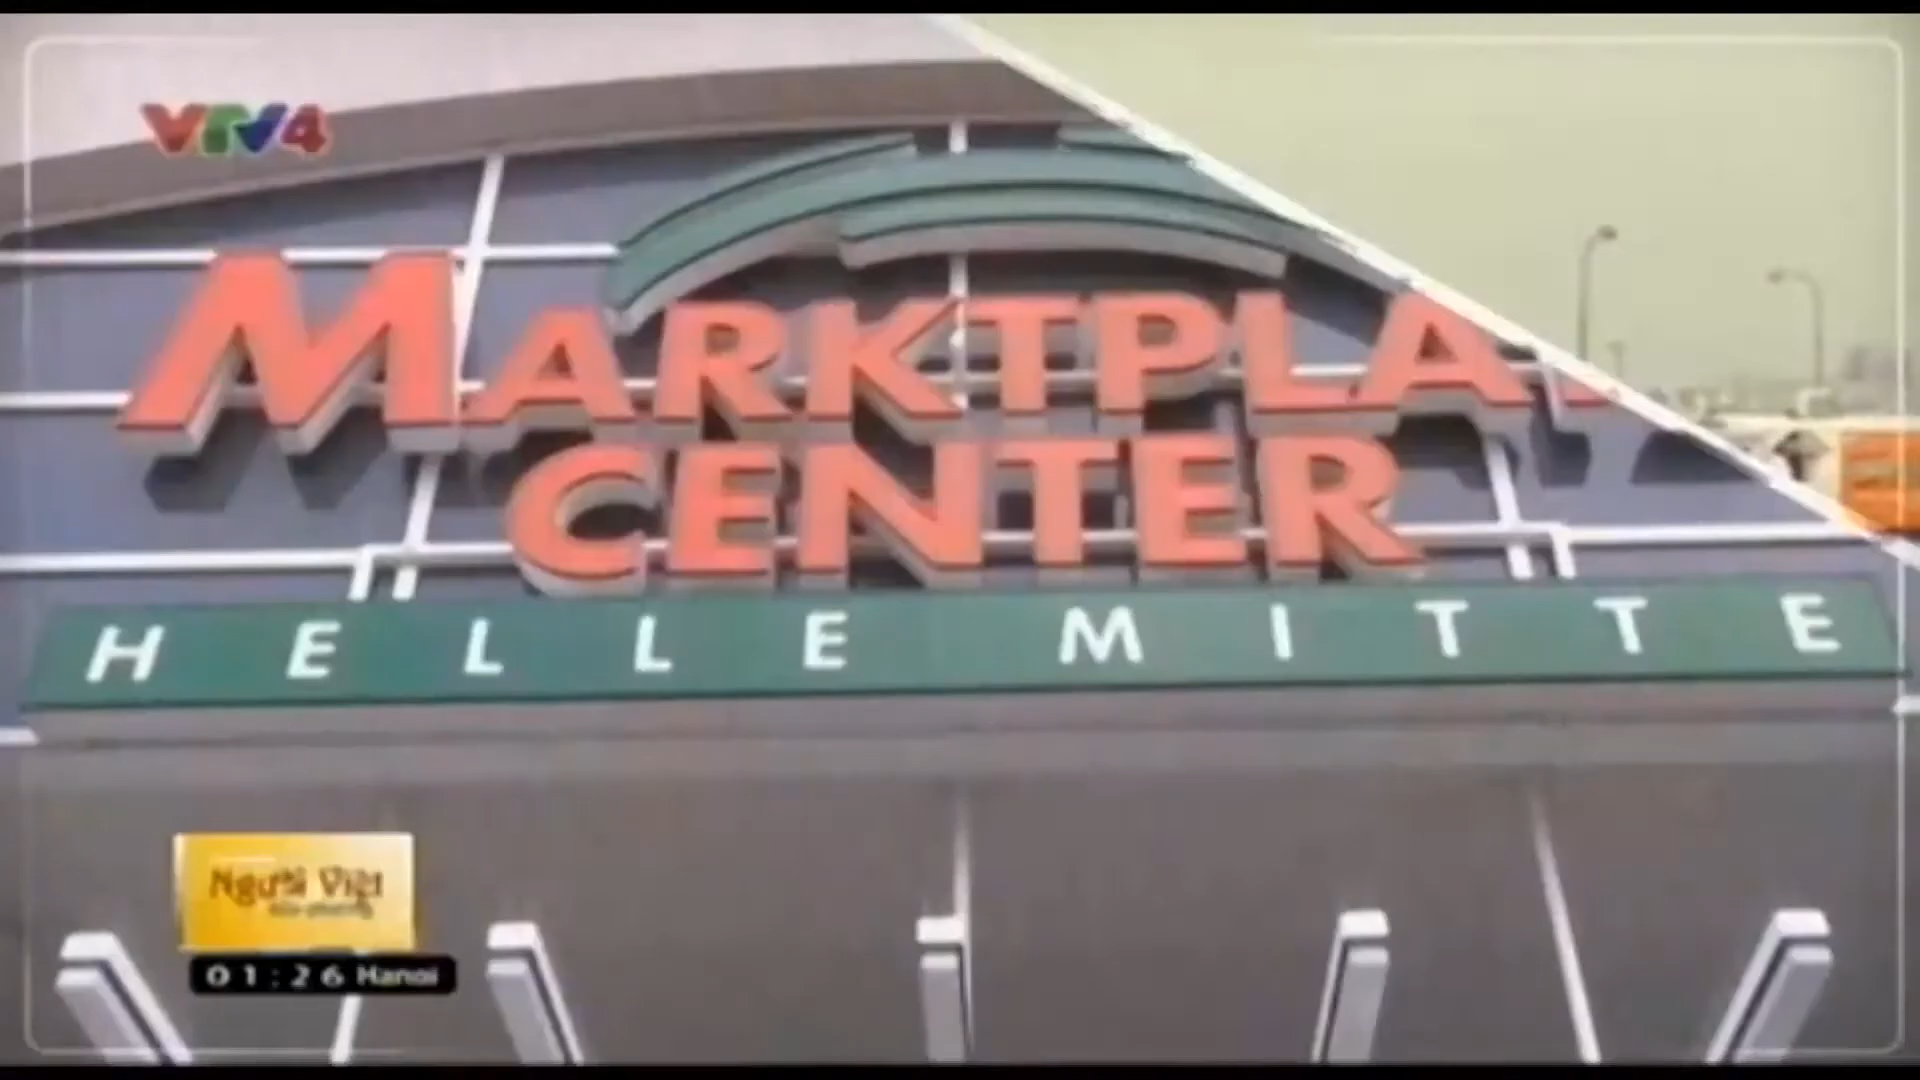 VTV4
MARKTPLA
CENTER
HELLE MITTE
Người Việt
01:26 Hanoi